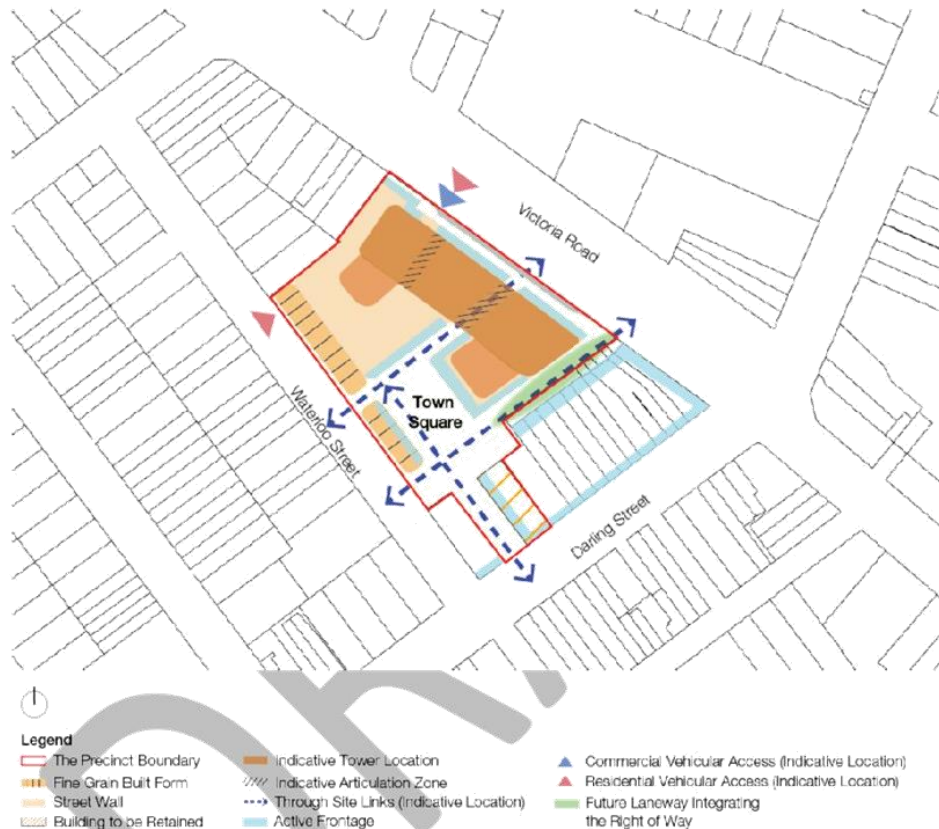 Victoria Road
Town
Square
Waterloo Street
Darling Street
Legend
The Precinct Boundary
Fine Grain Built Form
Street Wall
Building to be Retained
Indicative Tower Location
Indicative Articulation Zone
Through Site Links (Indicative Location)
Active Frontage
Commercial Vehicular Access (Indicative Location)
Residential Vehicular Access (Indicative Location)
Future Laneway Integrating
the Right of Way